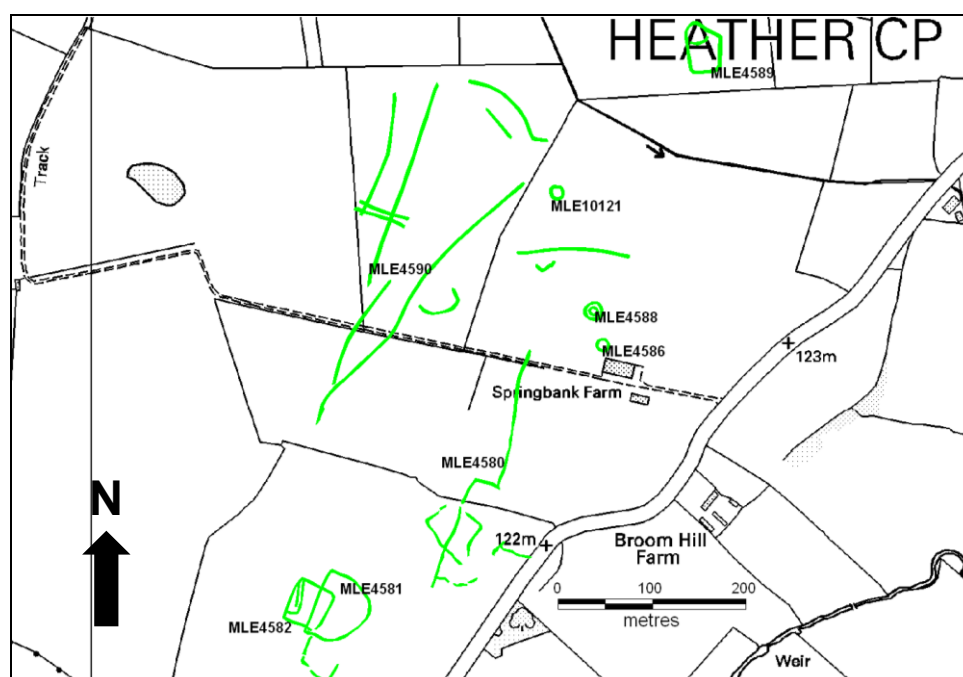 HEATHER CP
MLE4589
Track
MLE10121
MLE4590
MLE4588
MLE4586
123m
Springbank Farm
MLE4580
N
122m
Broom Hill
Farm
MLE4581
0 100 200
metres
MLE4582
Weir